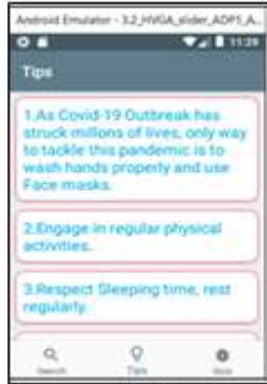 Android Emulator - 3.2_HVGA_slider_ADP1_A...
11:29
Tips
1.As Covid-19 Outbreak has
struck millons of lives, only way
to tackle this pandemic is to
wash hands properly and use
Face masks.
2.Engage in regular physical
activities.
3.Respect Sleeping time, rest
regularly.
Search
Tips